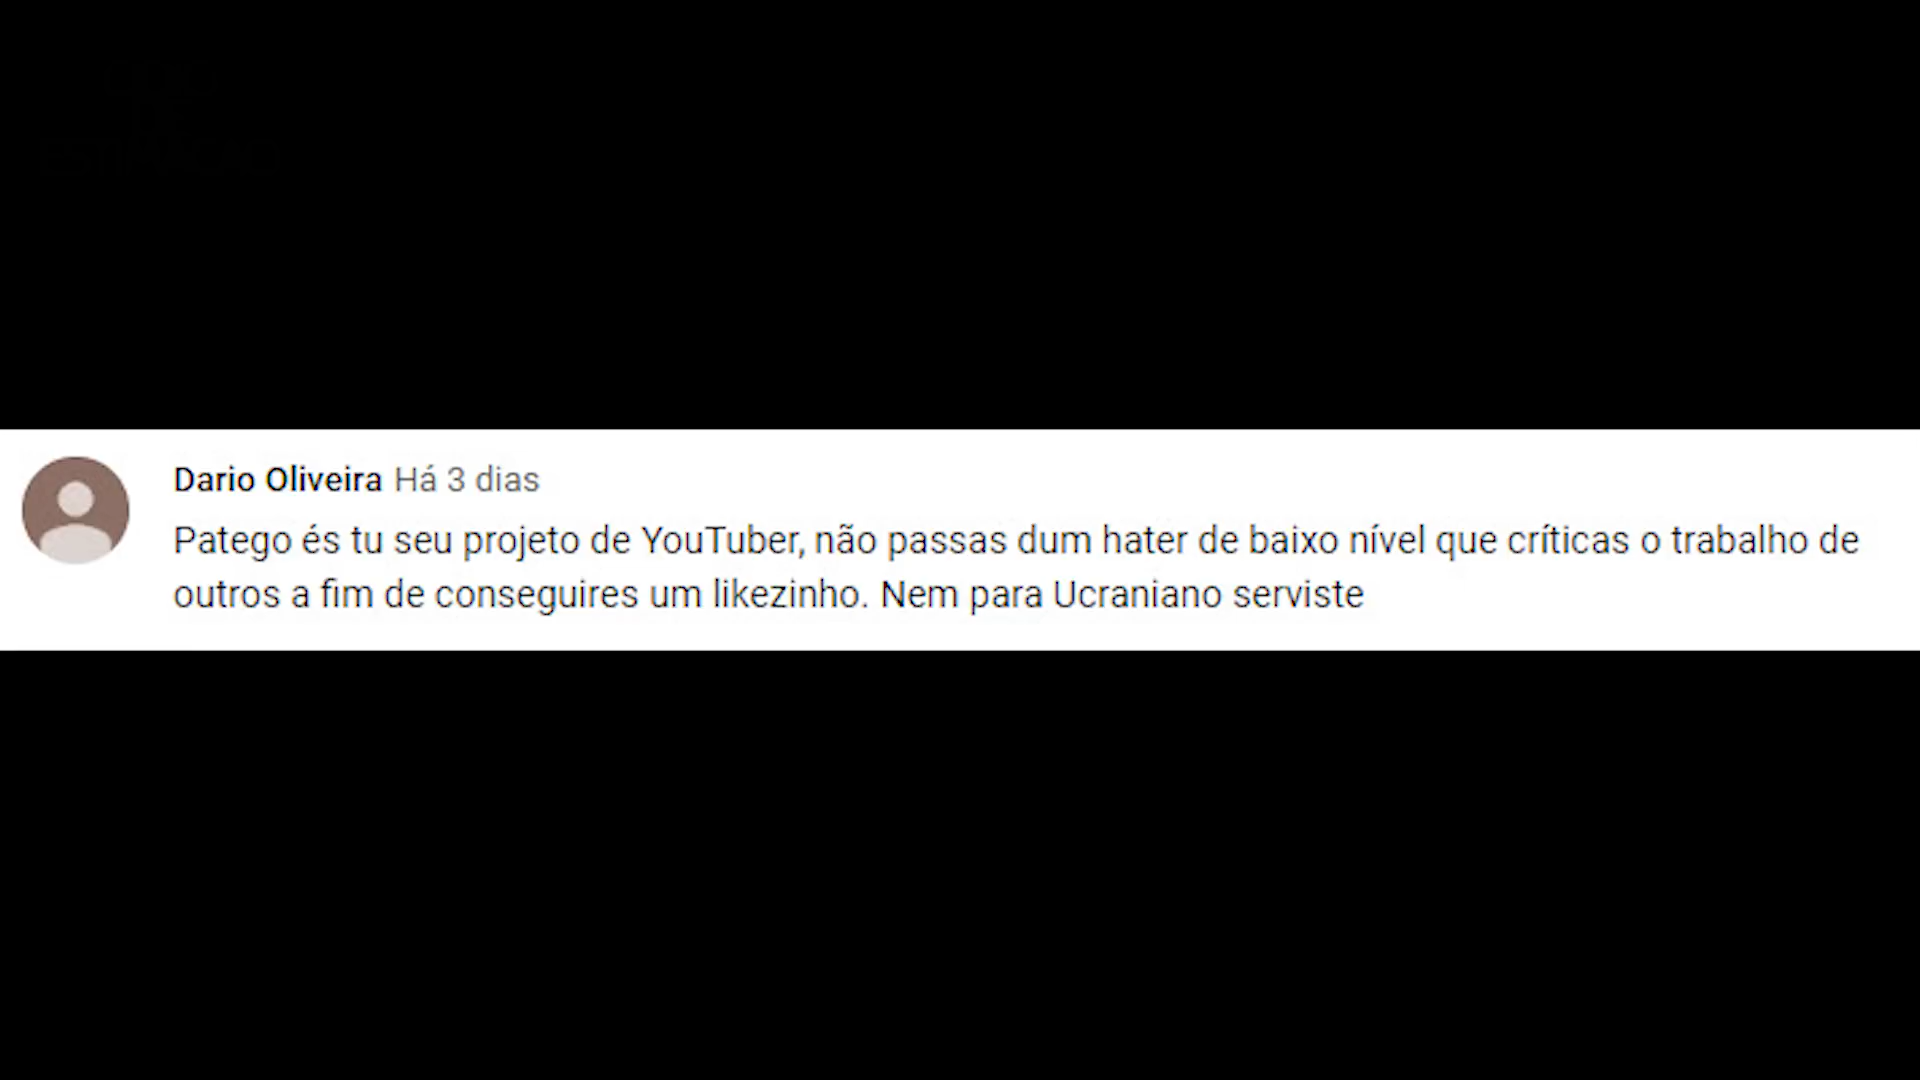 Dario Oliveira Há 3 dias
Patego és tu seu projeto de YouTuber, não passas dum hater de baixo nível que críticas o trabalho de
outros a fim de conseguires um likezinho. Nem para Ucraniano serviste